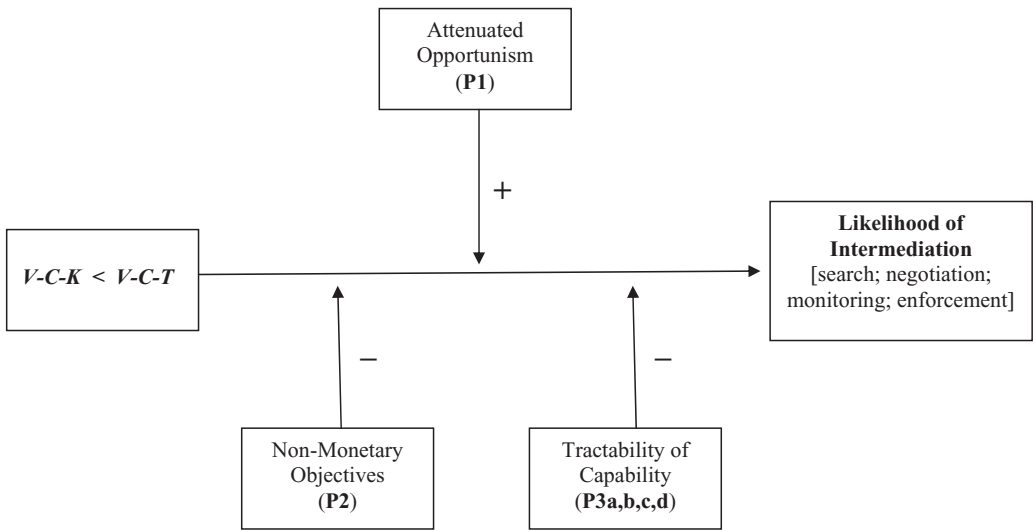 Attenuated
Opportunism
(P1)
+
V-C-K < V-C-T
Likelihood of
Intermediation
[search; negotiation;
monitoring; enforcement]
−
−
Non-Monetary
Objectives
(P2)
Tractability of
Capability
(P3a,b,c,d)